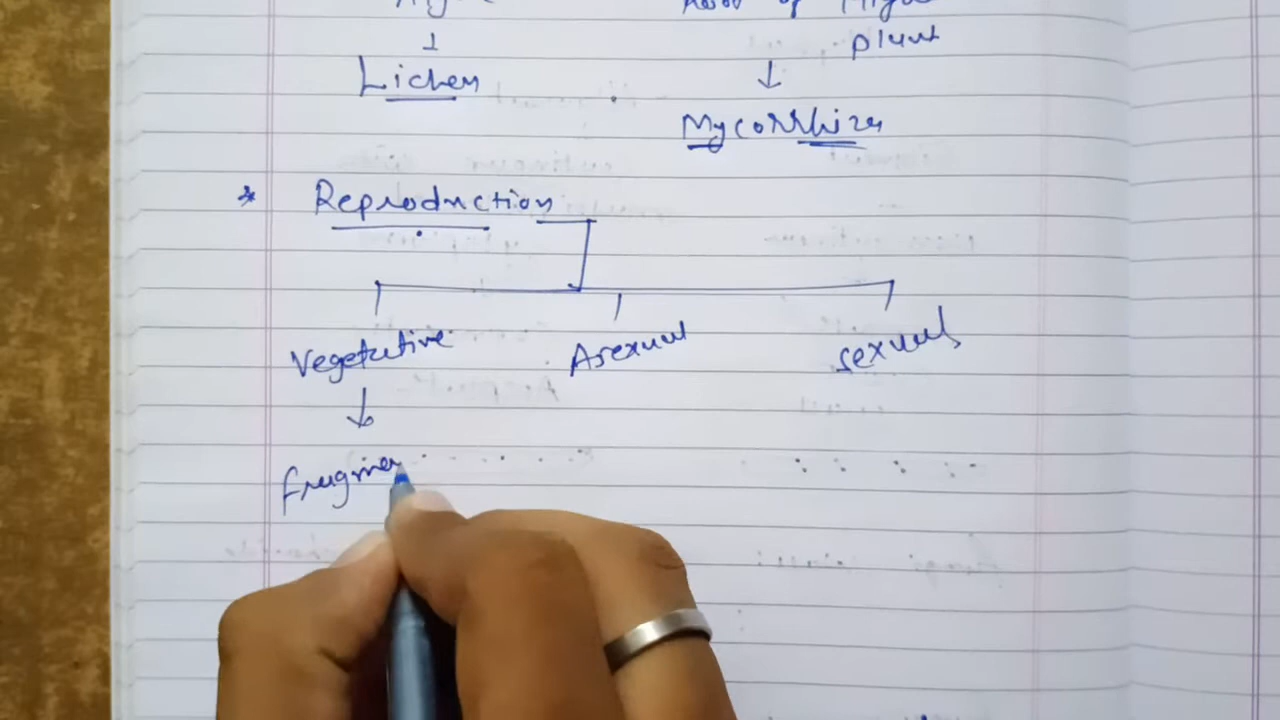 plant
Lichen
Mycorrhiza
* Reproduction
Vegetative Asexual sexual
fragmen